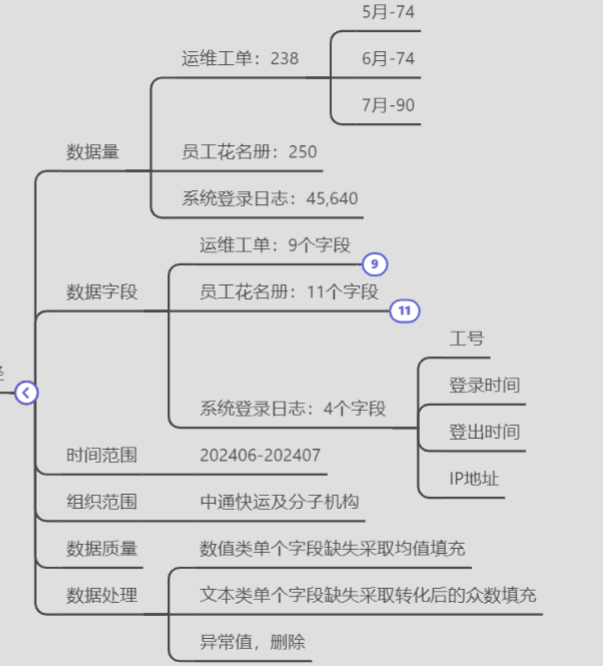 5月-74
运维工单：238
6月-74
7月-90
数据量
员工花名册：250
系统登录日志：45,640
运维工单：9个字段
9
数据字段
员工花名册：11个字段
11
工号
登录时间
系统登录日志：4个字段
登出时间
IP地址
时间范围
202406-202407
组织范围
中通快运及分子机构
数据质量
数值类单个字段缺失采取均值填充
数据处理
文本类单个字段缺失采取转化后的众数填充
异常值，删除